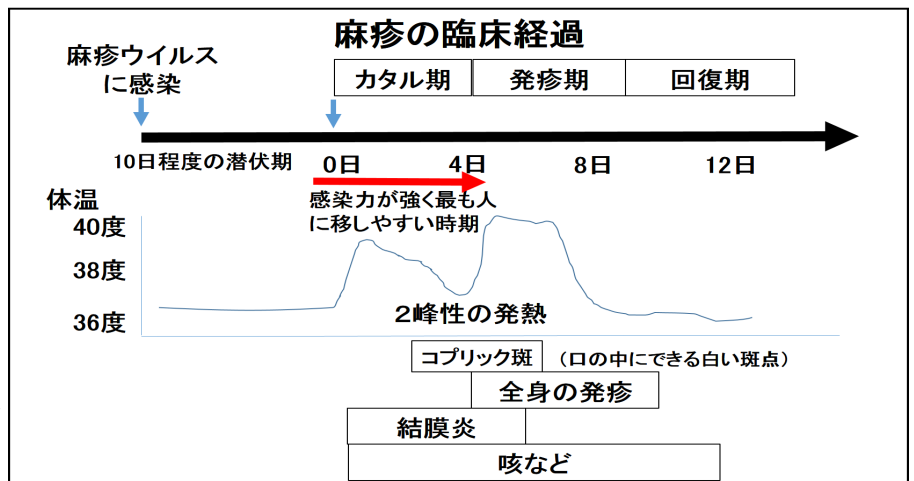 麻疹の臨床経過
麻疹ウイルス
に感染
カタル期
発疹期
回復期
10日程度の潜伏期
0日
4日
8日
12日
感染力が強く最も人
に移しやすい時期
体温
40度
38度
36度
2峰性の発熱
コプリック斑
（口の中にできる白い斑点）
全身の発疹
結膜炎
咳など